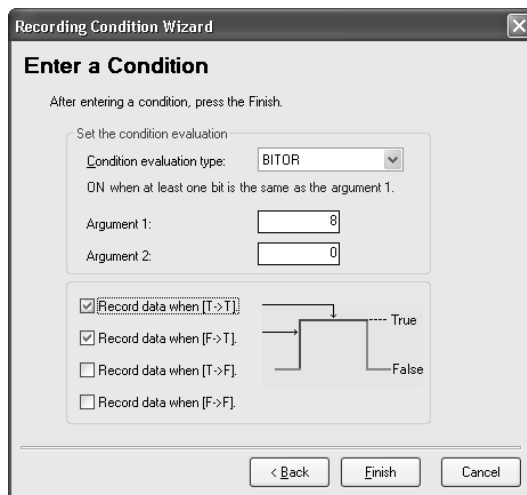 Recording Condition Wizard
Enter a Condition
After entering a condition, press the Finish.
Set the condition evaluation
Condition evaluation type: BITOR
ON when at least one bit is the same as the argument 1.
Argument 1: 8
Argument 2: 0
Record data when [T->T].
Record data when [F->T].
Record data when [T->F].
Record data when [F->F].
True
False
< Back Finish Cancel